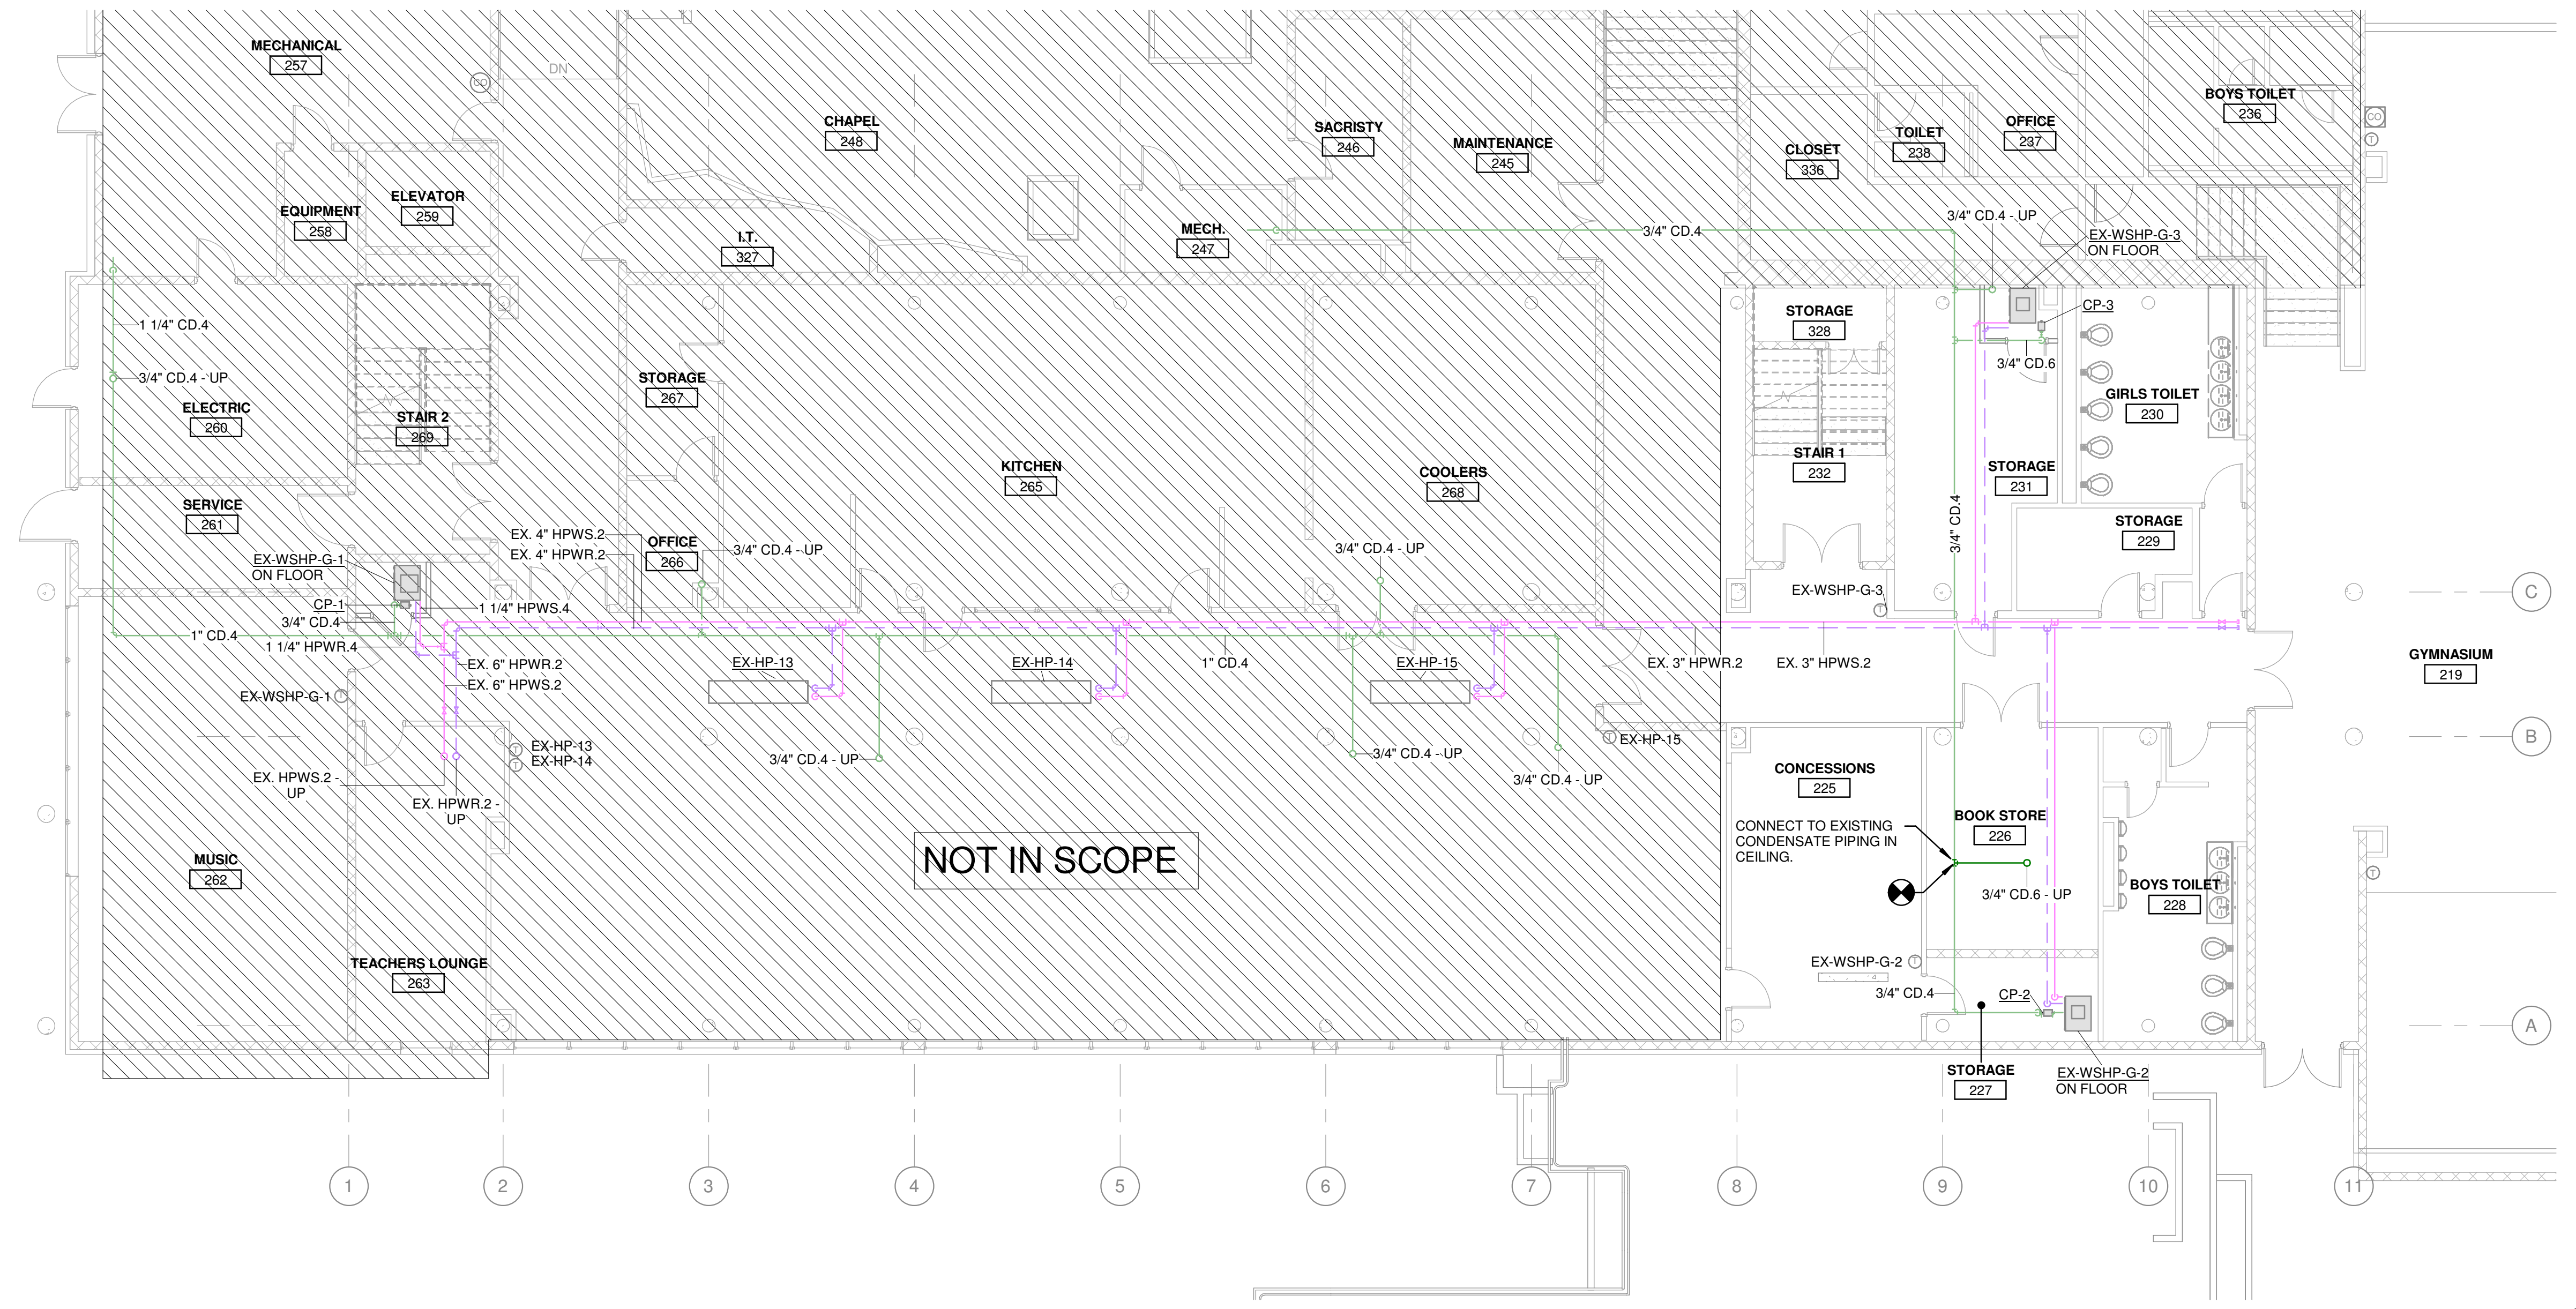 MECHANICAL
257
CO
DN
CHAPEL
248
SACRISTY
246
MAINTENANCE
245
CLOSET
336
TOILET
238
OFFICE
237
BOYS TOILET
236
CO
T
EQUIPMENT
258
ELEVATOR
259
I.T.
327
MECH.
247
3/4" CD.4
3/4" CD.4 - UP
EX-WSHP-G-3
ON FLOOR
1 1/4" CD.4
3/4" CD.4 - UP
ELECTRIC
260
STAIR 2
269
STORAGE
267
KITCHEN
265
COOLERS
268
STORAGE
328
STAIR 1
232
CP-3
3/4" CD.6
GIRLS TOILET
230
STORAGE
231
STORAGE
229
3/4" CD.4
SERVICE
261
EX. 4" HPWS.2
EX. 4" HPWR.2
OFFICE
266
3/4" CD.4 - UP
3/4" CD.4 - UP
EX-WSHP-G-1
ON FLOOR
CP-1
3/4" CD.4
1" CD.4
1 1/4" HPWS.4
1 1/4" HPWR.4
EX. 6" HPWR.2
EX. 6" HPWS.2
EX-WSHP-G-1
T
EX-HP-13
EX-HP-14
EX-HP-15
1" CD.4
EX-WSHP-G-3
T
EX. 3" HPWR.2
EX. 3" HPWS.2
GYMNASIUM
219
C
B
A
T
EX-HP-13
T
EX-HP-14
T
EX-HP-15
3/4" CD.4 - UP
3/4" CD.4 - UP
3/4" CD.4 - UP
EX. HPWS.2 -
UP
EX. HPWR.2 -
UP
MUSIC
262
TEACHERS LOUNGE
263
NOT IN SCOPE
CONCESSIONS
225
CONNECT TO EXISTING
CONDENSATE PIPING IN
CEILING.
BOOK STORE
226
3/4" CD.6 - UP
BOYS TOILET
228
T
EX-WSHP-G-2
T
4
3/4" CD.4
CP-2
STORAGE
227
EX-WSHP-G-2
ON FLOOR
1
2
3
4
5
6
7
8
9
10
11